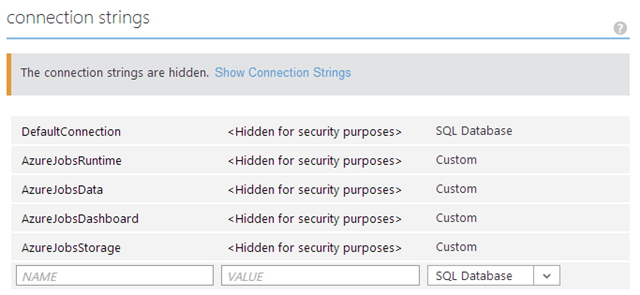 connection strings
?
The connection strings are hidden. Show Connection Strings
DefaultConnection <Hidden for security purposes> SQL Database
AzureJobsRuntime <Hidden for security purposes> Custom
AzureJobsData <Hidden for security purposes> Custom
AzureJobsDashboard <Hidden for security purposes> Custom
AzureJobsStorage <Hidden for security purposes> Custom
NAME VALUE SQL Database